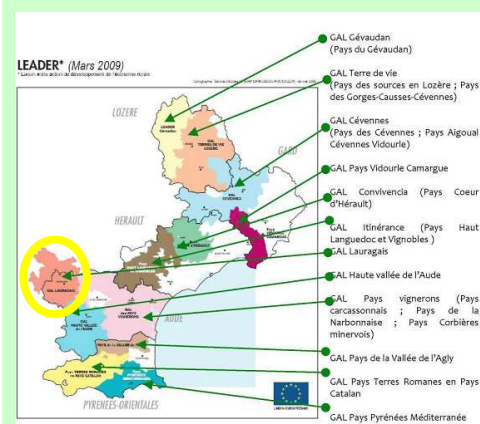 LEADER* (Mars 2009)
LOZERE
GARD
HERAULT
AUDE
PYRENEES-ORIENTALES
GAL LAURAGAIS
GAL Gévaudan
(Pays du Gévaudan)
GAL Terre de vie
(Pays des sources en Lozère ; Pays
des Gorges-Causses-Cévennes)
GAL Cévennes
(Pays des Cévennes ; Pays Aigoual
Cévennes Vidourle)
GAL Pays Vidourle Camargue
GAL Convivencia (Pays Coeur
d'Hérault)
GAL Itinérance (Pays Haut
Languedoc et Vignobles )
GAL Lauragais
GAL Haute vallée de l'Aude
GAL Pays vignerons (Pays
carcassonnais ; Pays de la
Narbonnaise ; Pays Corbières
minervois)
GAL Pays de la Vallée de l'Agly
GAL Pays Terres Romanes en Pays
Catalan
GAL Pays Pyrénées Méditerranée